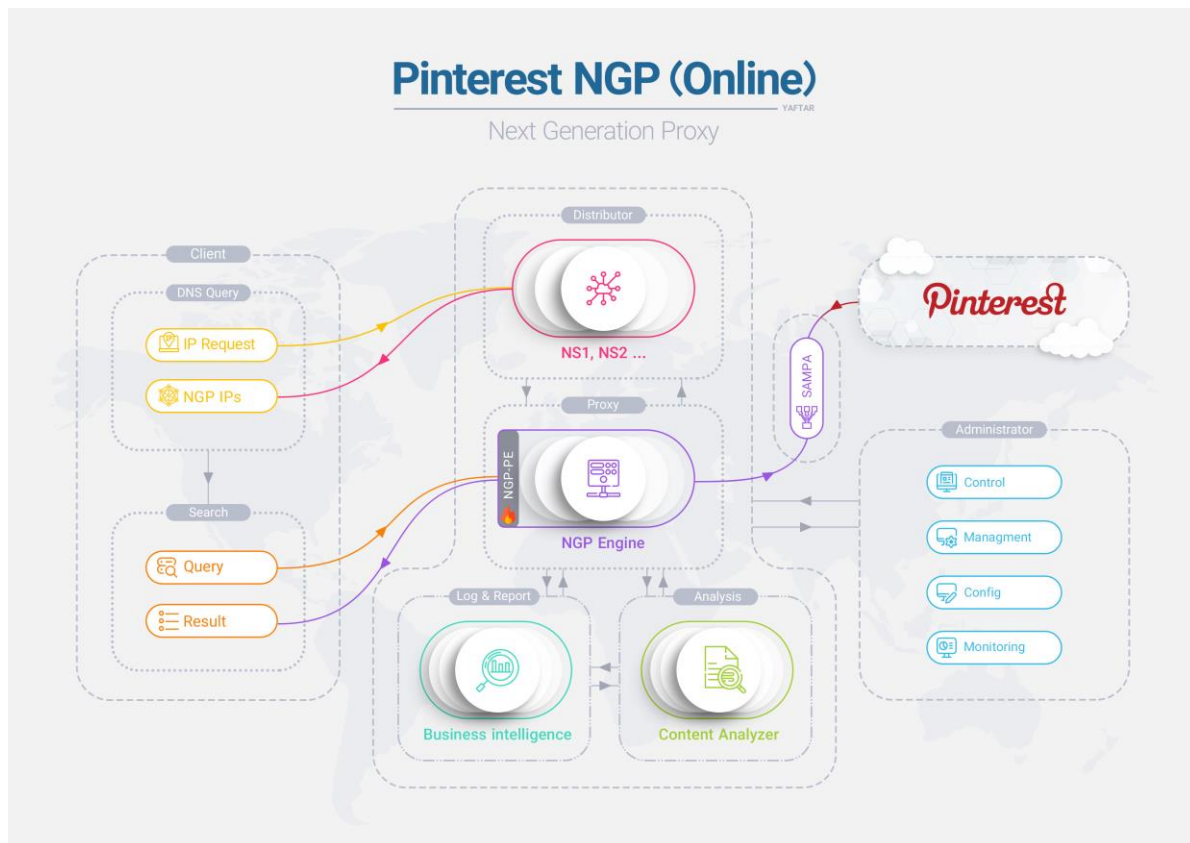 Pinterest NGP (Online)
YAFTAR
Next Generation Proxy
Client
DNS Query
IP Request
NGP IPs
Search
Query
Result
Distributor
NS1, NS2 ...
Proxy
NGP-PE
NGP Engine
Log & Report
Business intelligence
Analysis
Content Analyzer
SAMPA
Pinterest
Administrator
Control
Managment
Config
Monitoring